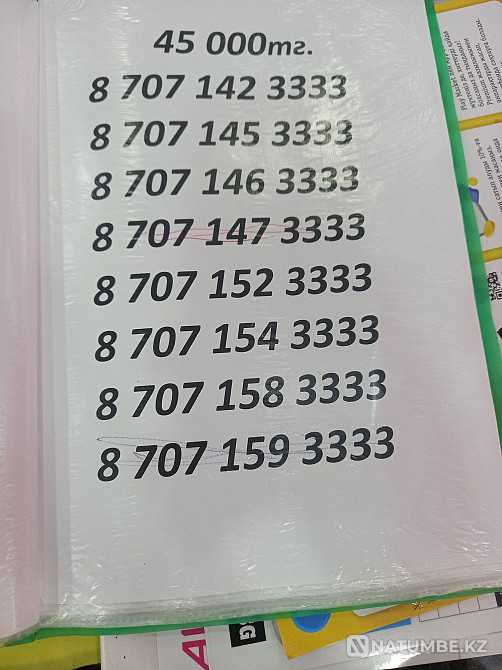 45 000тг.
8 707 142 3333
8 707 145 3333
8 707 146 3333
8 707 147 3333
8 707 152 3333
8 707 154 3333
8 707 158 3333
8 707 159 3333
NATUMBE.KZ